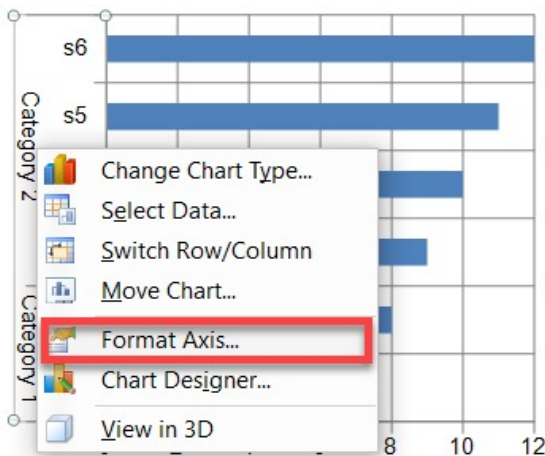 s6
s5
Category 2
Change Chart Type...
Select Data...
Switch Row/Column
Move Chart...
Category 1
Format Axis...
Chart Designer...
View in 3D
8 10 12